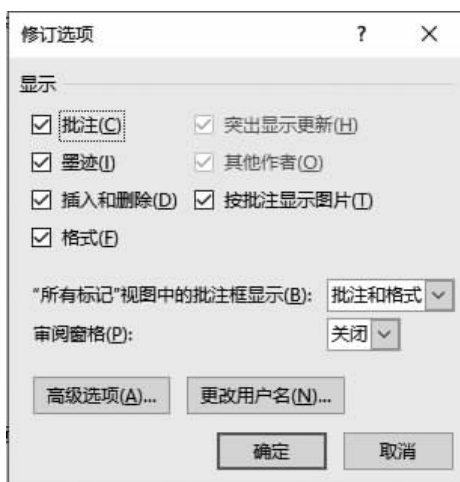 修订选项 ? ×
显示
批注(C) 突出显示更新(H)
墨迹(I) 其他作者(O)
插入和删除(D) 按批注显示图片(T)
格式(F)
“所有标记”视图中的批注框显示(B): 批注和格式
审阅窗格(P): 关闭
高级选项(A)... 更改用户名(N)...
确定 取消